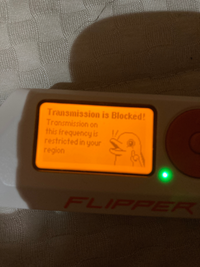 Transmission is Blocked!
Transmission on
this frequency is
restricted in your
region
FLIPPER